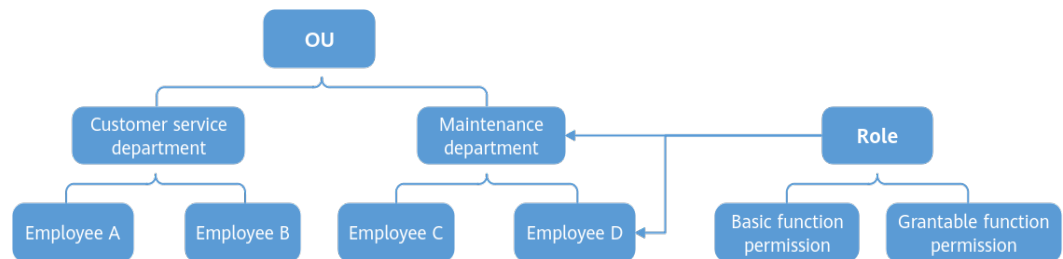 OU
Customer service
department
Maintenance
department
Role
Employee A
Employee B
Employee C
Employee D
Basic function
permission
Grantable function
permission